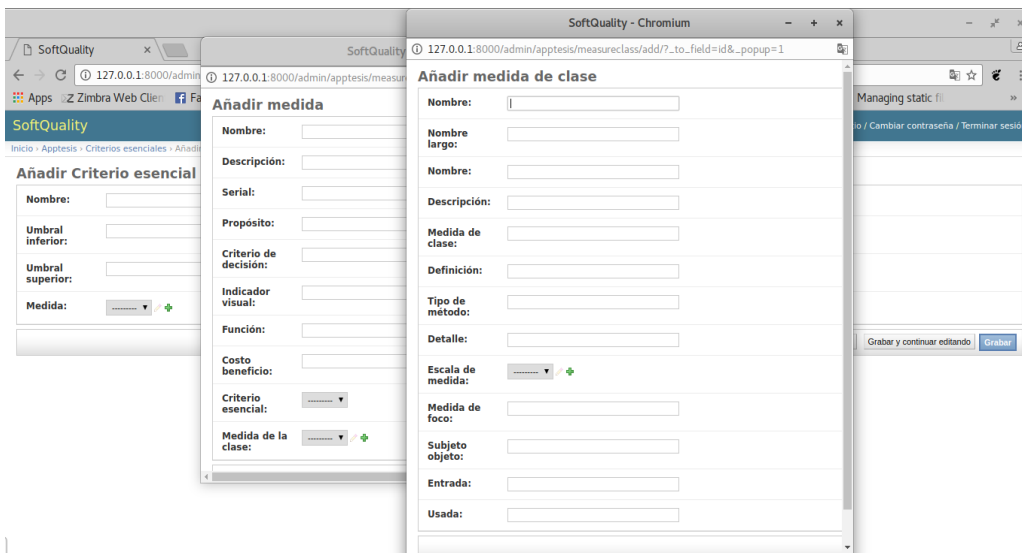 SoftQuality - Chromium
127.0.0.1:8000/admin/apptesis/measureclass/add/?_to_field=id&_popup=1
Añadir medida de clase
Nombre:
Nombre largo:
Nombre:
Descripción:
Medida de clase:
Definición:
Tipo de método:
Detalle:
Escala de medida:
---------
Medida de foco:
Subjeto objeto:
Entrada:
Usada:
SoftQuality
127.0.0.1:8000/admin/apptesis/measur
Añadir medida
Nombre:
Descripción:
Serial:
Propósito:
Criterio de decisión:
Indicador visual:
Función:
Costo beneficio:
Criterio esencial:
---------
Medida de la clase:
---------
SoftQuality
127.0.0.1:8000/admin
Apps
Zimbra Web Clien
Fa
Managing static fi
SoftQuality
io / Cambiar contraseña / Terminar sesió
Inicio › Apptesis › Criterios esenciales › Añadi
Añadir Criterio esencial
Nombre:
Umbral inferior:
Umbral superior:
Medida:
---------
Grabar y continuar editando
Grabar